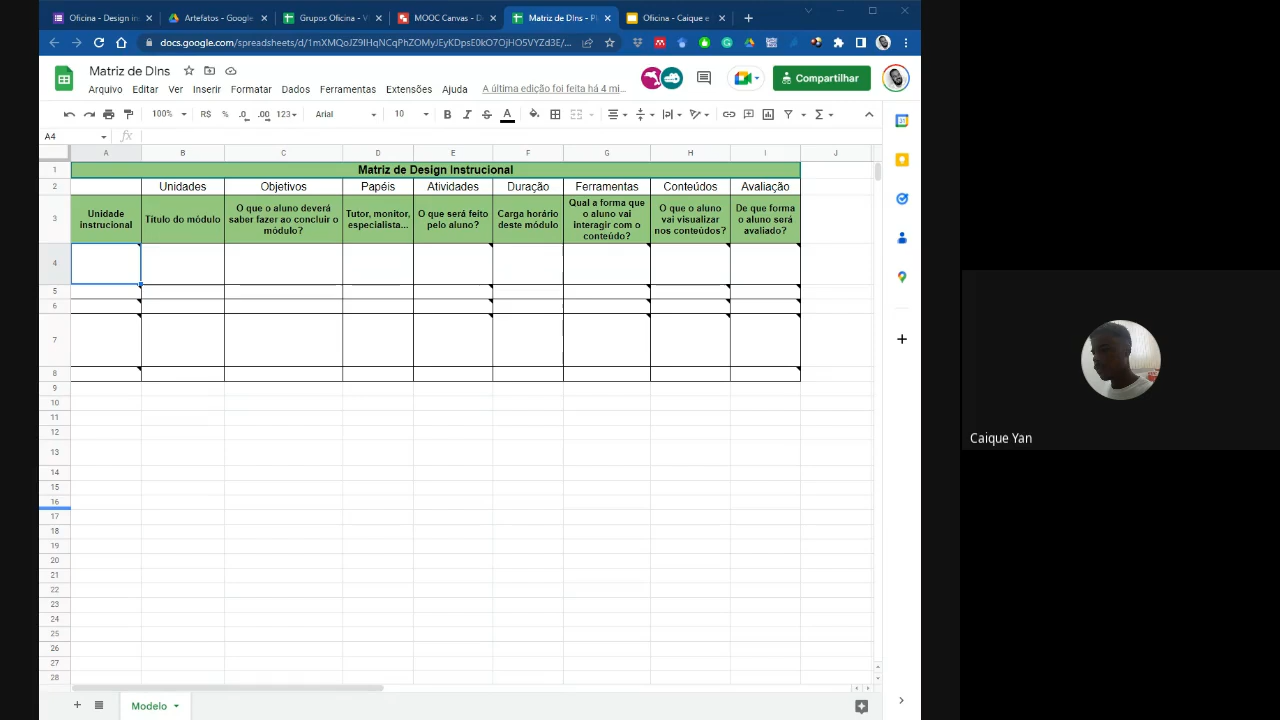 Oficina - Design in
Artefatos - Google
Grupos Oficina - V
MOOC Canvas - D
Matriz de DIns - Pl
Oficina - Caique e
docs.google.com/spreadsheets/d/1mXMQoJZ9IHqNCqPhZOMyJEyKDpsE0kO7OjHO5VYZd3E/...
Matriz de DIns
Arquivo Editar Ver Inserir Formatar Dados Ferramentas Extensões Ajuda
A última edição foi feita há 4 mi...
Compartilhar
100% R$ % .0 .00 123 Arial 10 B I S A
A4 fx
A B C D E F G H I J
1 Matriz de Design Instrucional
2 Unidades Objetivos Papéis Atividades Duração Ferramentas Conteúdos Avaliação
3
Unidade
instrucional
Título do módulo
O que o aluno deverá
saber fazer ao concluir o
módulo?
Tutor, monitor,
especialista...
O que será feito
pelo aluno?
Carga horário
deste módulo
Qual a forma que
o aluno vai
interagir com o
conteúdo?
O que o aluno
vai visualizar
nos conteúdos?
De que forma
o aluno será
avaliado?
4
5
6
7
8
9
10
11
12
13
14
15
16
17
18
19
20
21
22
23
24
25
26
27
28
Modelo
Caique Yan